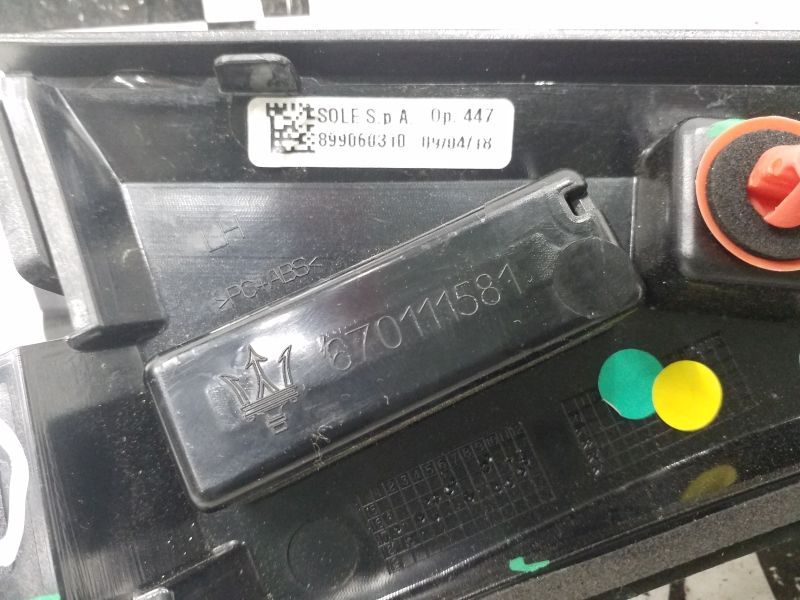 SOLE S.p.A. Op. 447
899060310 09/04/18
LH
>PC+ABS<
670111581